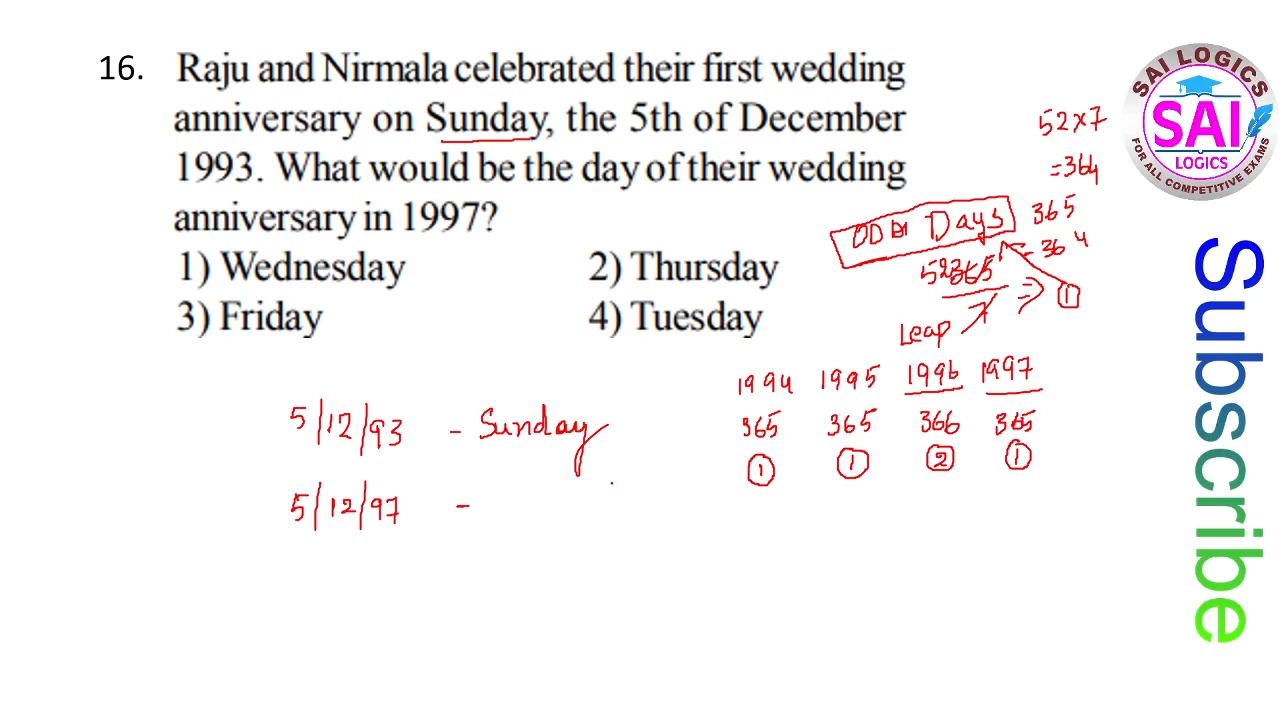 16. Raju and Nirmala celebrated their first wedding
anniversary on Sunday, the 5th of December
1993. What would be the day of their wedding
anniversary in 1997?
1) Wednesday 2) Thursday
3) Friday 4) Tuesday
52x7
=364
365
- 364
1
Days
365
Leap
1994 1995 1996 1997
365 365 366 365
1 1 2 1
5/12/93 - Sunday
5/12/97 -
SAI LOGICS
SAI
LOGICS
FOR ALL COMPETITIVE EXAMS
Subscribe